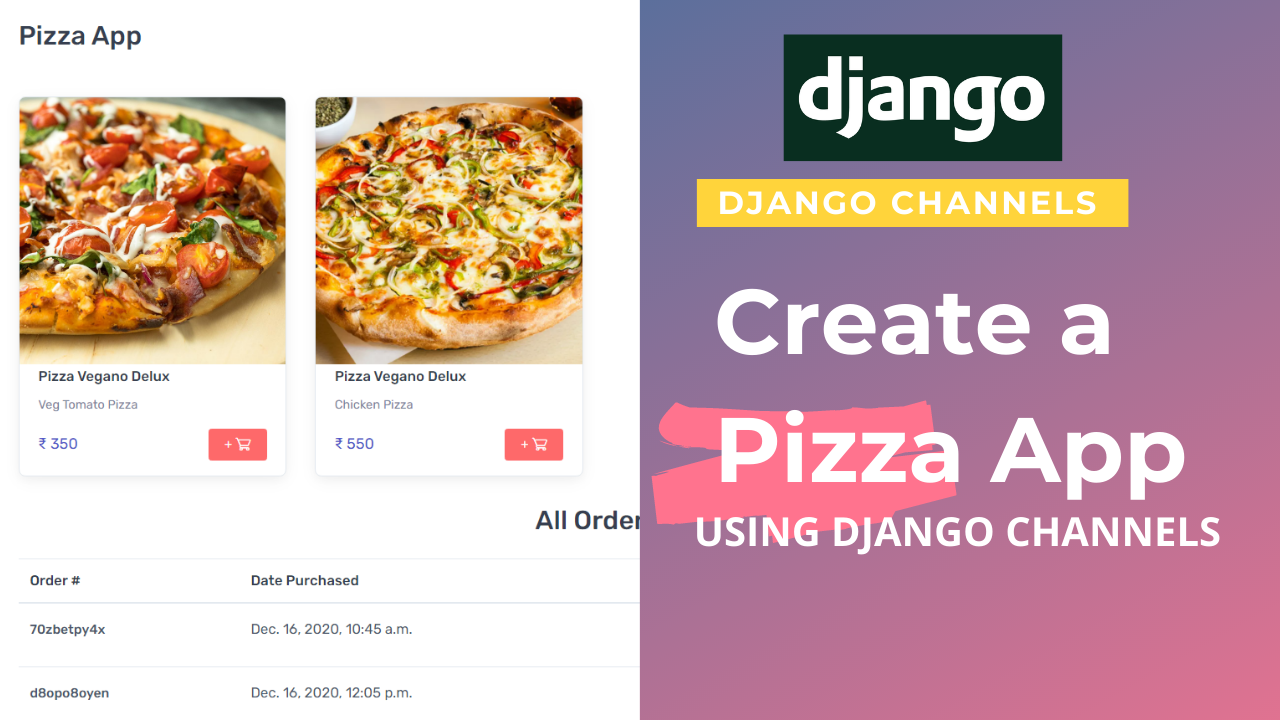 Pizza App
Pizza Vegano Delux
Veg Tomato Pizza
₹ 350
+
Pizza Vegano Delux
Chicken Pizza
₹ 550
+
All Order
Order #
Date Purchased
70zbetpy4x
Dec. 16, 2020, 10:45 a.m.
d8opo8oyen
Dec. 16, 2020, 12:05 p.m.
django
DJANGO CHANNELS
Create a
Pizza App
USING DJANGO CHANNELS